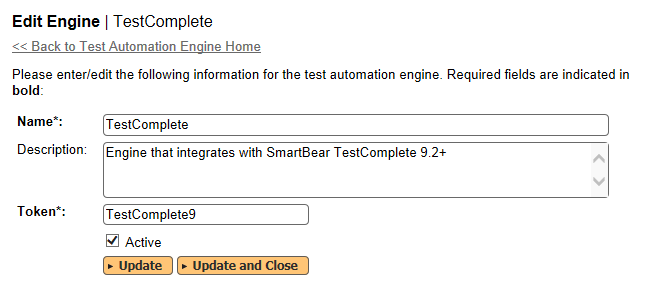 Edit Engine | TestComplete
<< Back to Test Automation Engine Home
Please enter/edit the following information for the test automation engine. Required fields are indicated in
bold:
Name*: TestComplete
Description: Engine that integrates with SmartBear TestComplete 9.2+
Token*: TestComplete9
Active
Update Update and Close